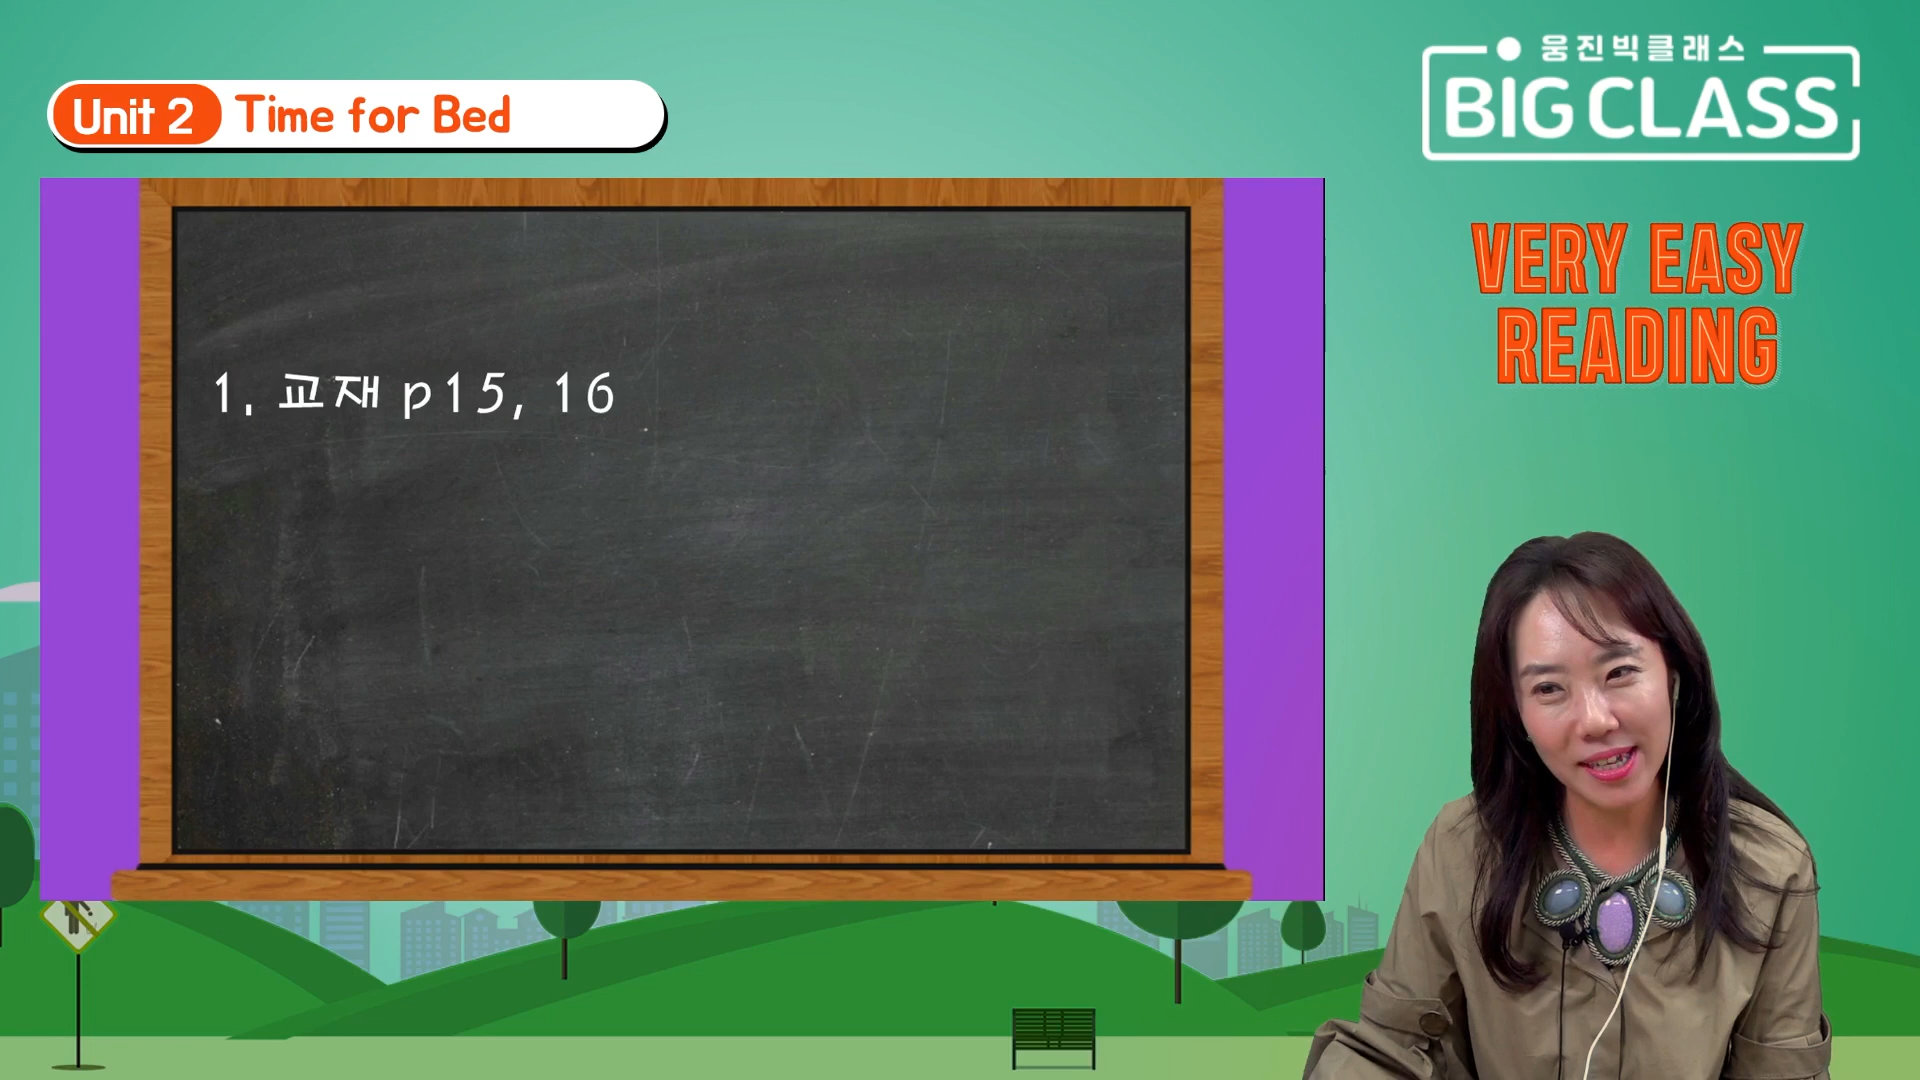 Unit 2 Time for Bed
웅진빅클래스
BIG CLASS
VERY EASY
READING
1. 교재 p15, 16